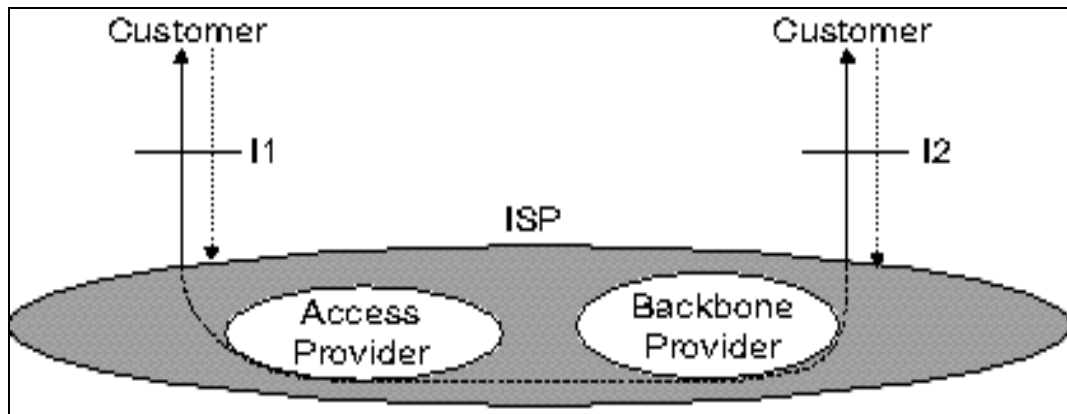 Customer
Customer
I1
I2
ISP
Access
Provider
Backbone
Provider